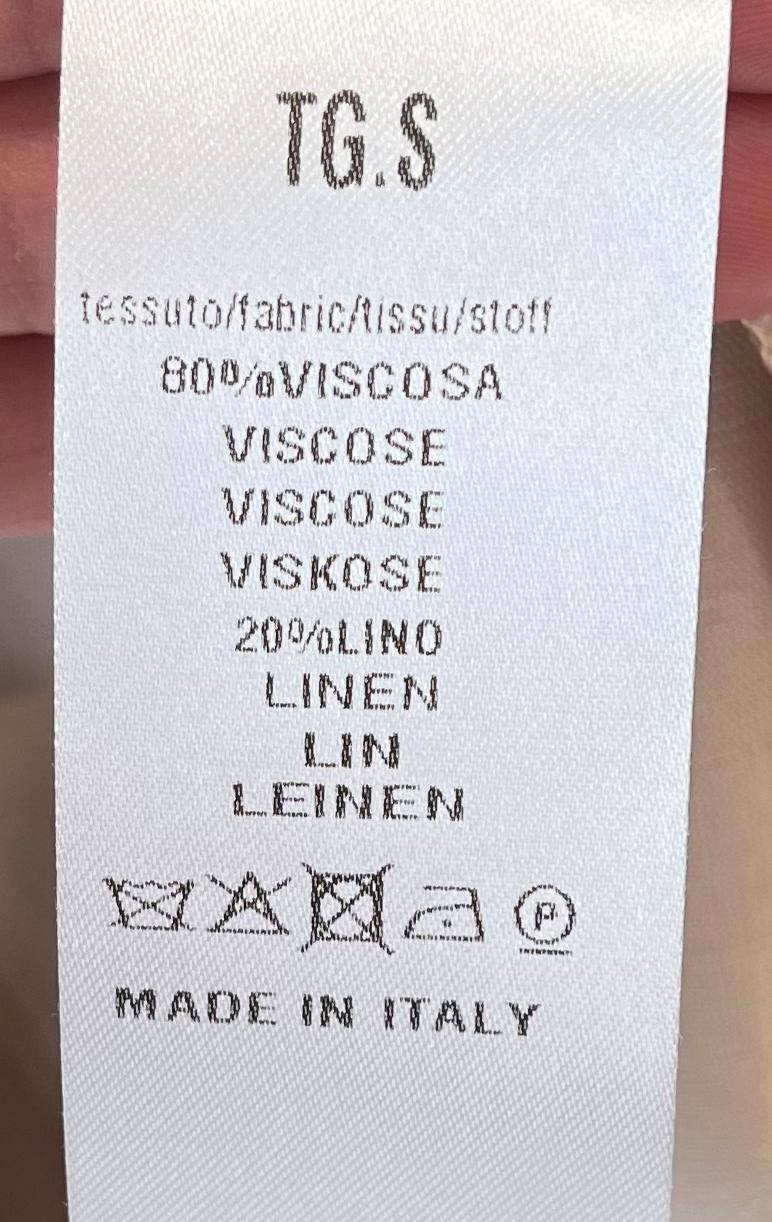 TG.S
tessuto/fabric/tissu/stoff
80%VISCOSA
VISCOSE
VISCOSE
VISKOSE
20%LINO
LINEN
LIN
LEINEN
P
MADE IN ITALY